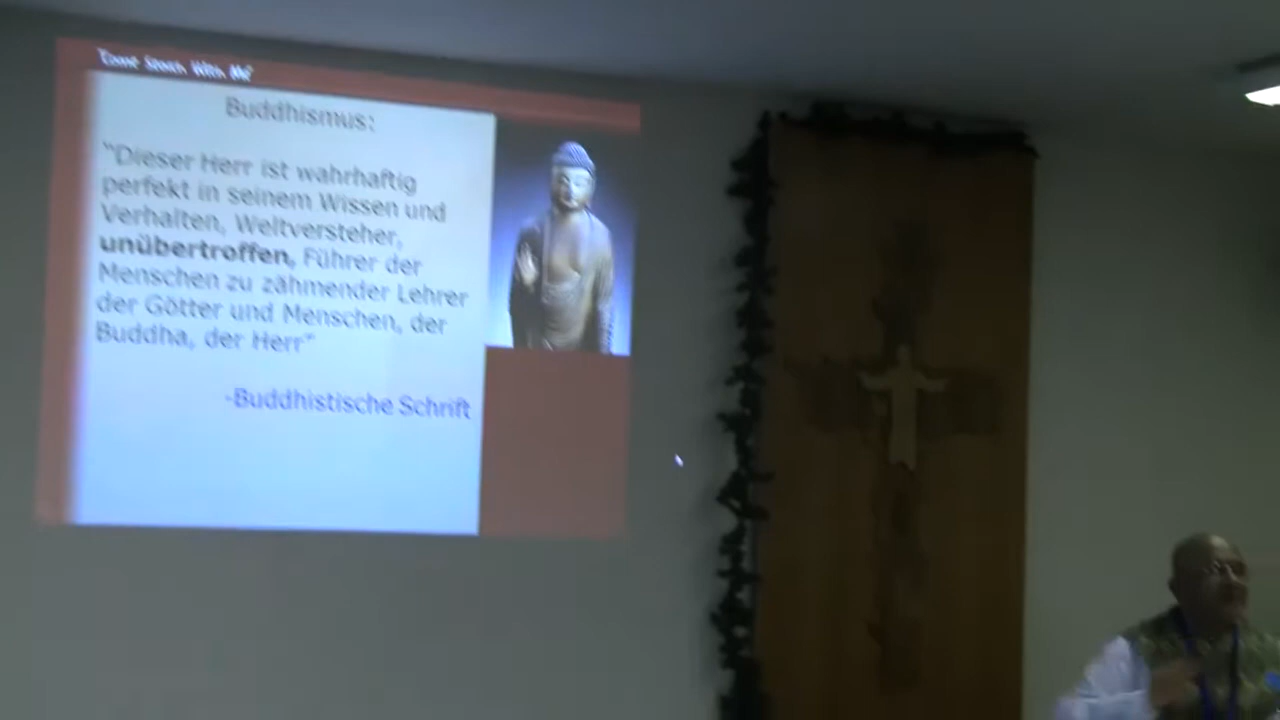 Buddhismus:
"Dieser Herr ist wahrhaftig
perfekt in seinem Wissen und
Verhalten, Weltversteher,
unübertroffen, Führer der
Menschen zu zähmender Lehrer
der Götter und Menschen, der
Buddha, der Herr"
-Buddhistische Schrift